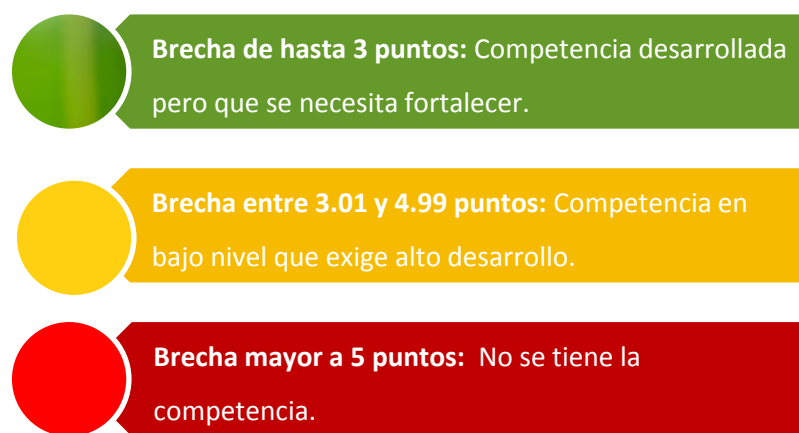 Brecha de hasta 3 puntos: Competencia desarrollada
pero que se necesita fortalecer.
Brecha entre 3.01 y 4.99 puntos: Competencia en
bajo nivel que exige alto desarrollo.
Brecha mayor a 5 puntos: No se tiene la
competencia.